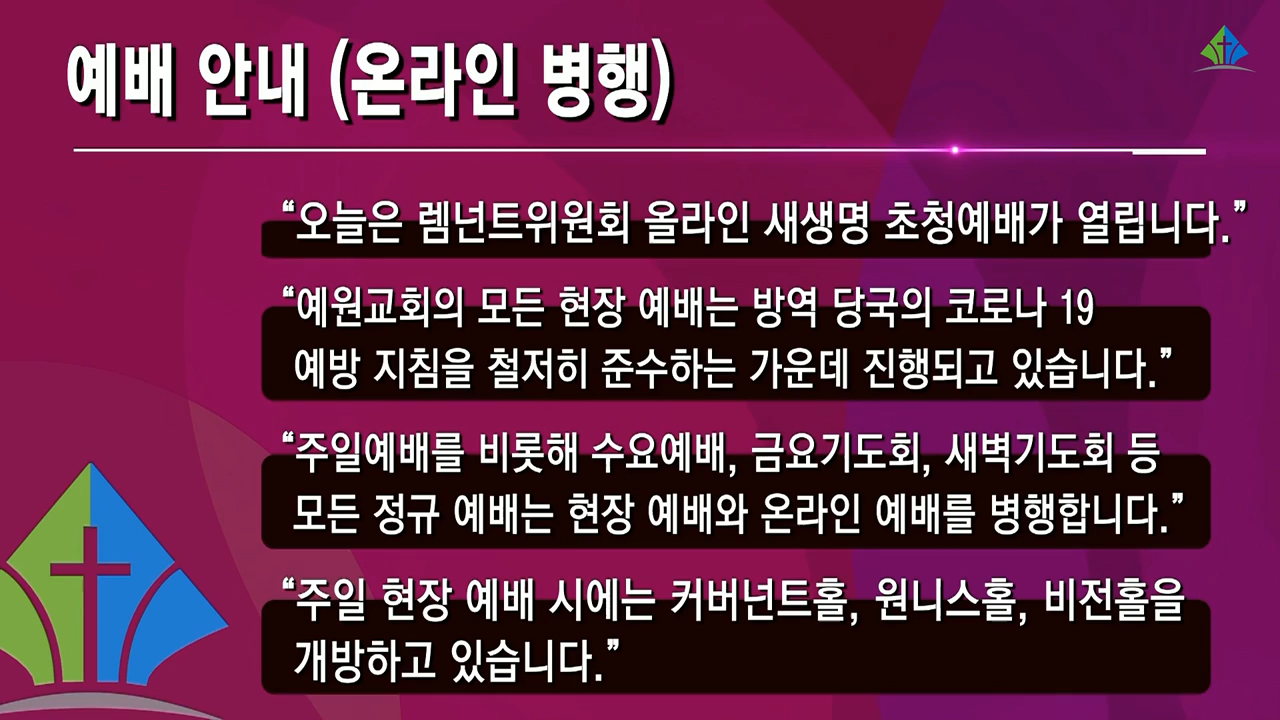 예배 안내 (온라인 병행)
“오늘은 렘넌트위원회 올라인 새생명 초청예배가 열립니다.”
“예원교회의 모든 현장 예배는 방역 당국의 코로나 19
예방 지침을 철저히 준수하는 가운데 진행되고 있습니다.”
“주일예배를 비롯해 수요예배, 금요기도회, 새벽기도회 등
모든 정규 예배는 현장 예배와 온라인 예배를 병행합니다.”
“주일 현장 예배 시에는 커버넌트홀, 원니스홀, 비전홀을
개방하고 있습니다.”